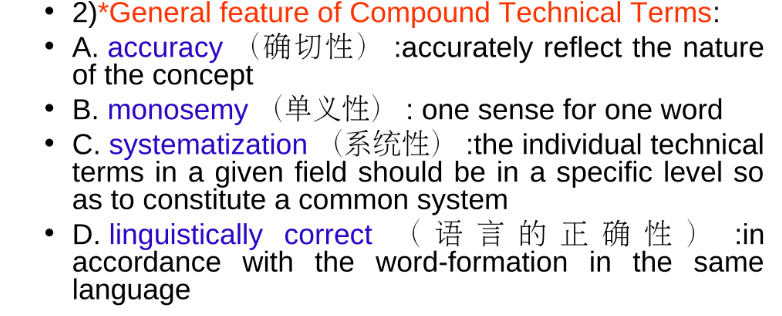 • 2)*General feature of Compound Technical Terms:
• A. accuracy （确切性） :accurately reflect the nature
of the concept
• B. monosemy （单义性） : one sense for one word
• C. systematization （系统性） :the individual technical
terms in a given field should be in a specific level so
as to constitute a common system
• D. linguistically correct （语言的正确性） :in
accordance with the word-formation in the same
language